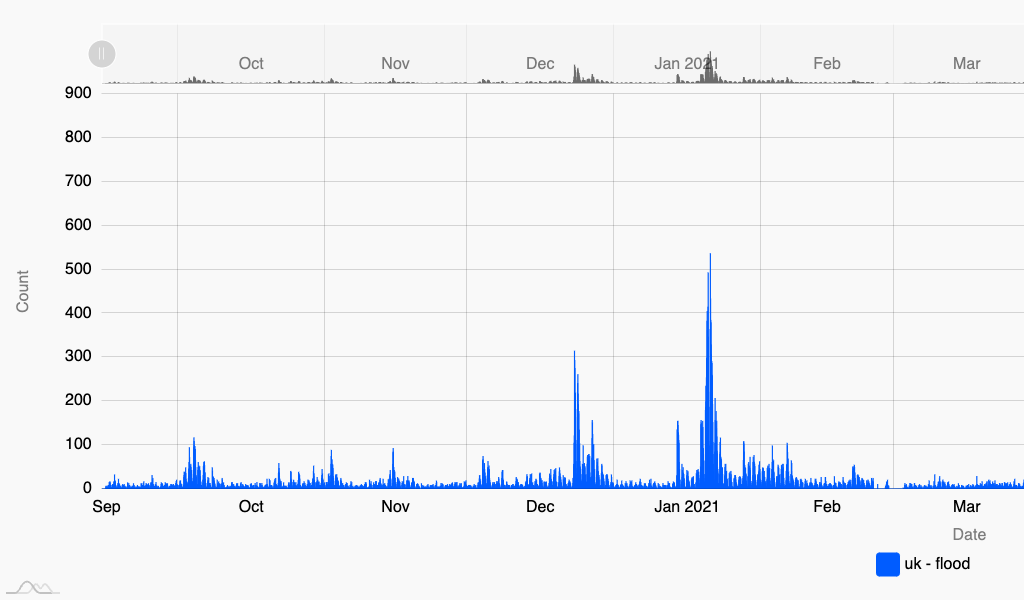 Oct Nov Dec Jan 2021 Feb Mar
900
800
700
600
500
400
300
200
100
0
Count
Sep Oct Nov Dec Jan 2021 Feb Mar
Date
uk - flood